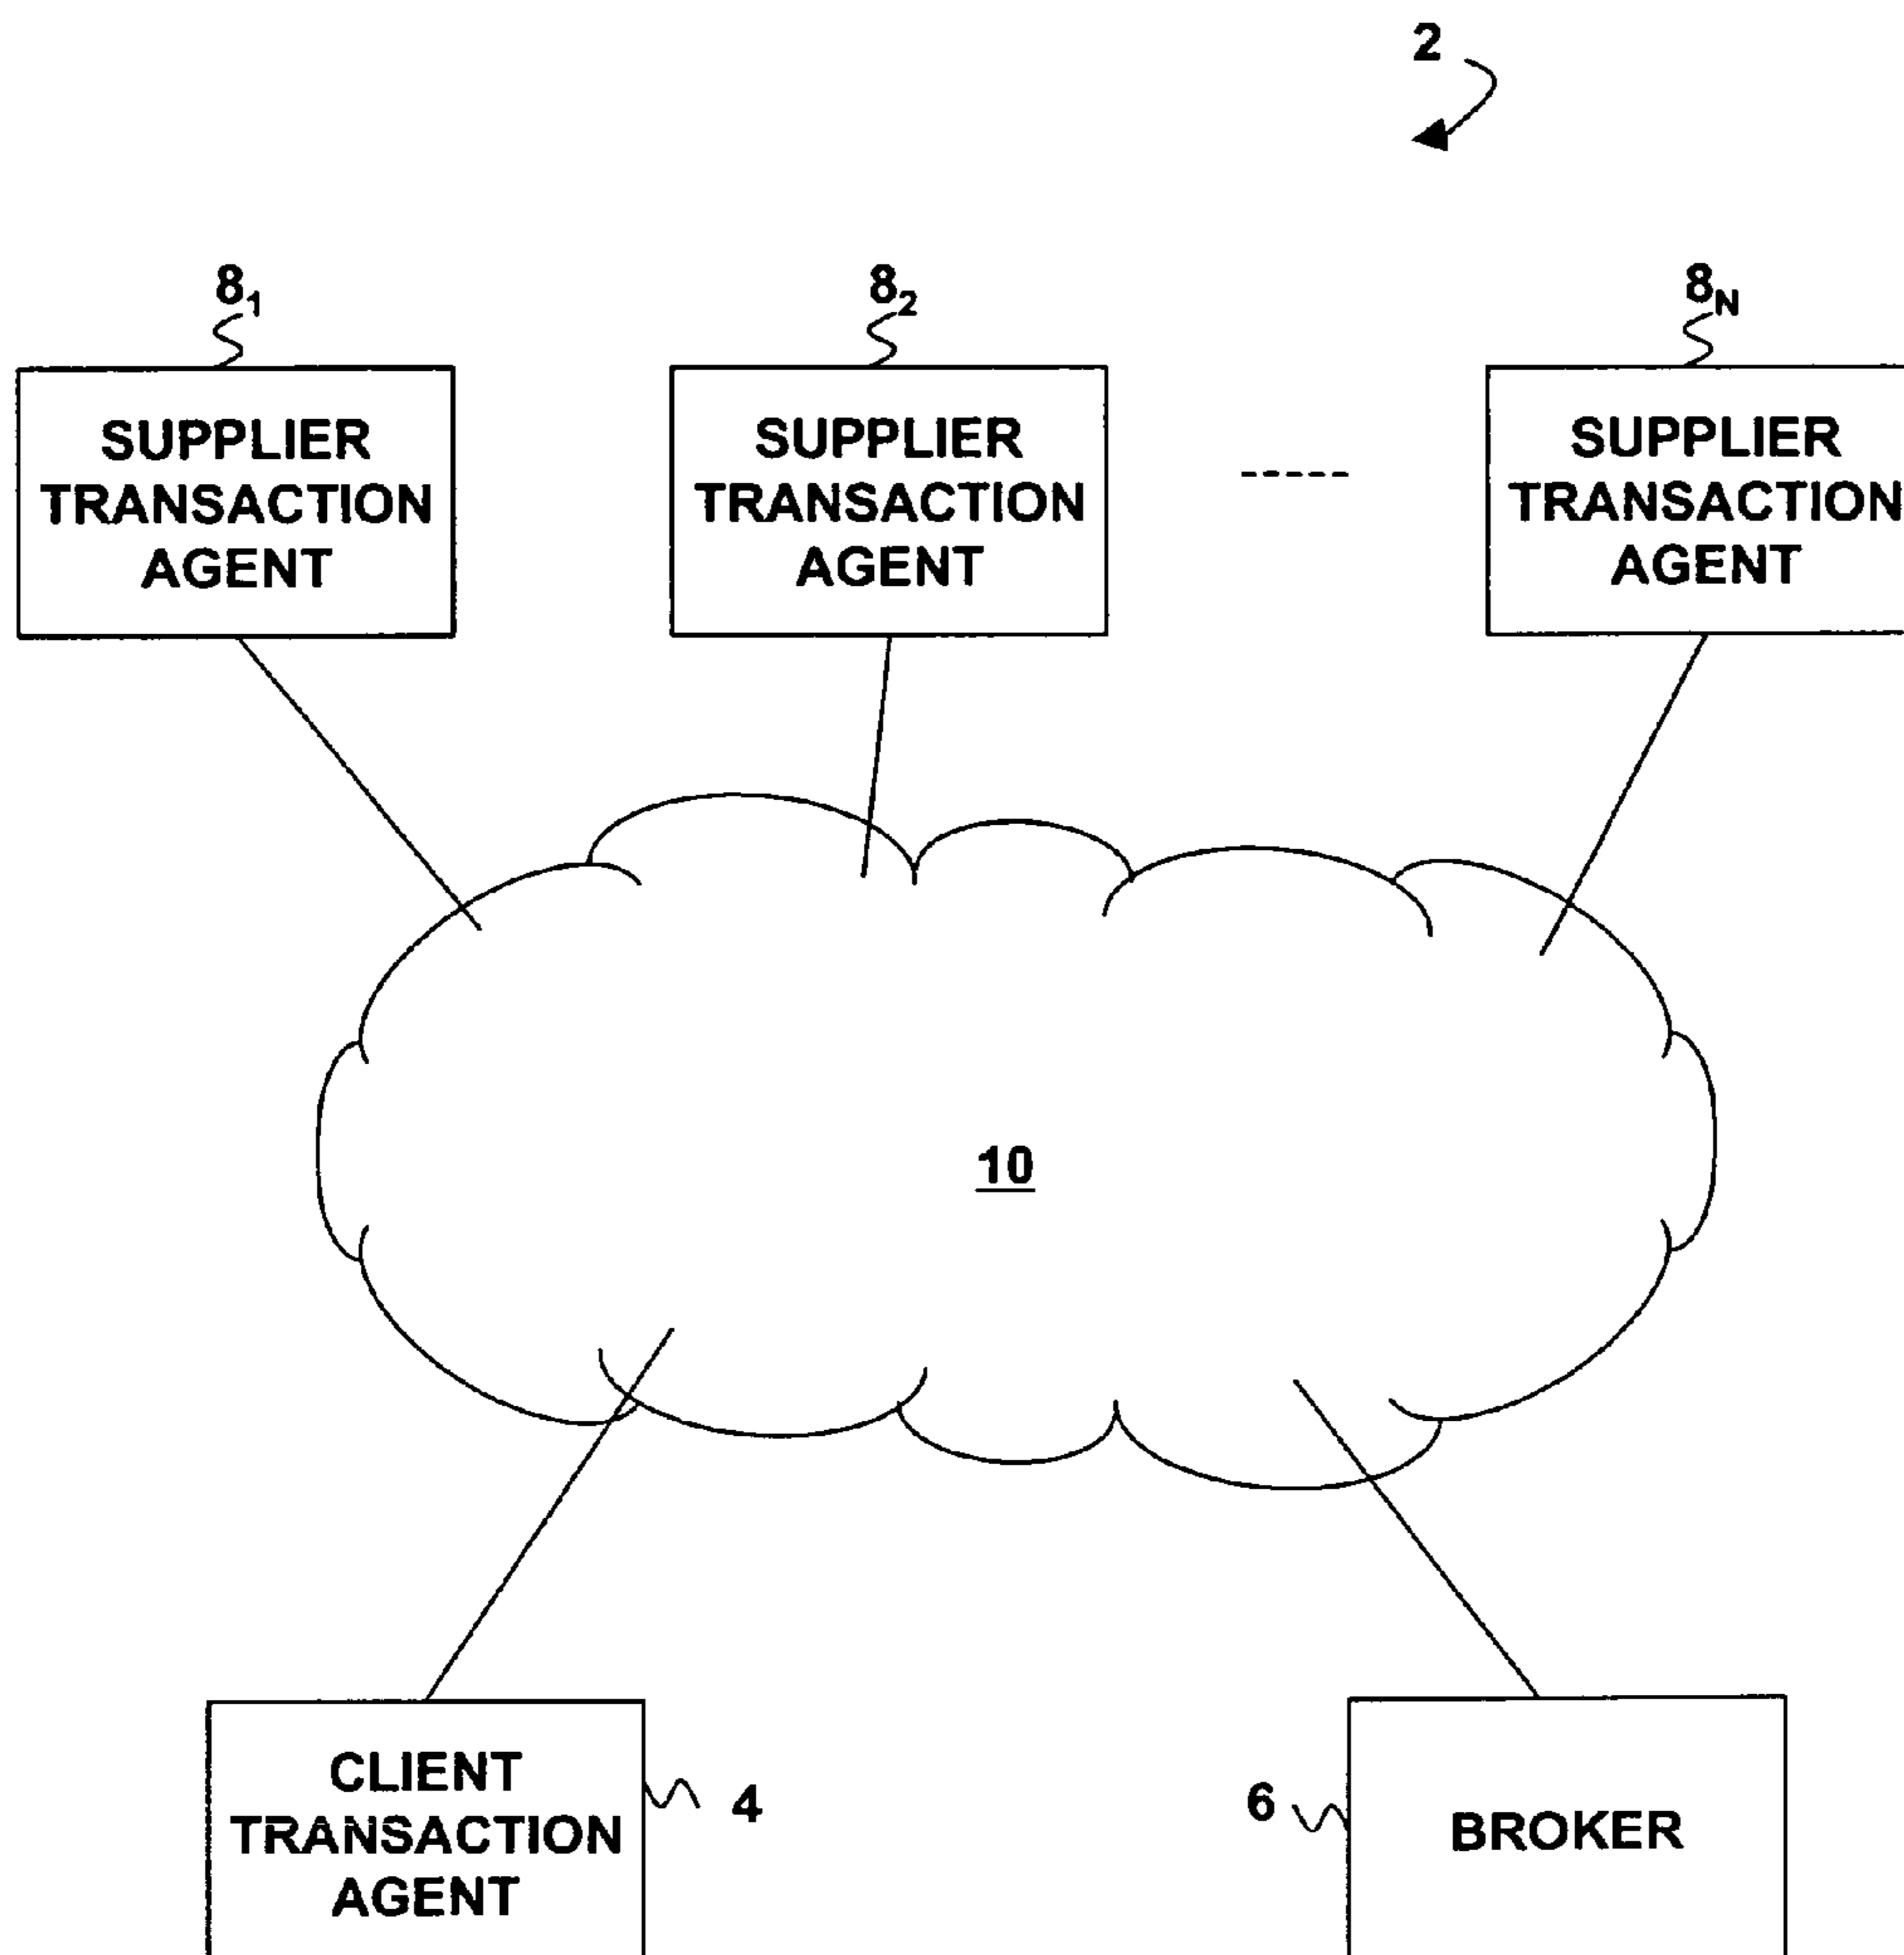 2
8₁
8₂
8N
SUPPLIER
TRANSACTION
AGENT
SUPPLIER
TRANSACTION
AGENT
SUPPLIER
TRANSACTION
AGENT
10
CLIENT
TRANSACTION
AGENT
4
6
BROKER